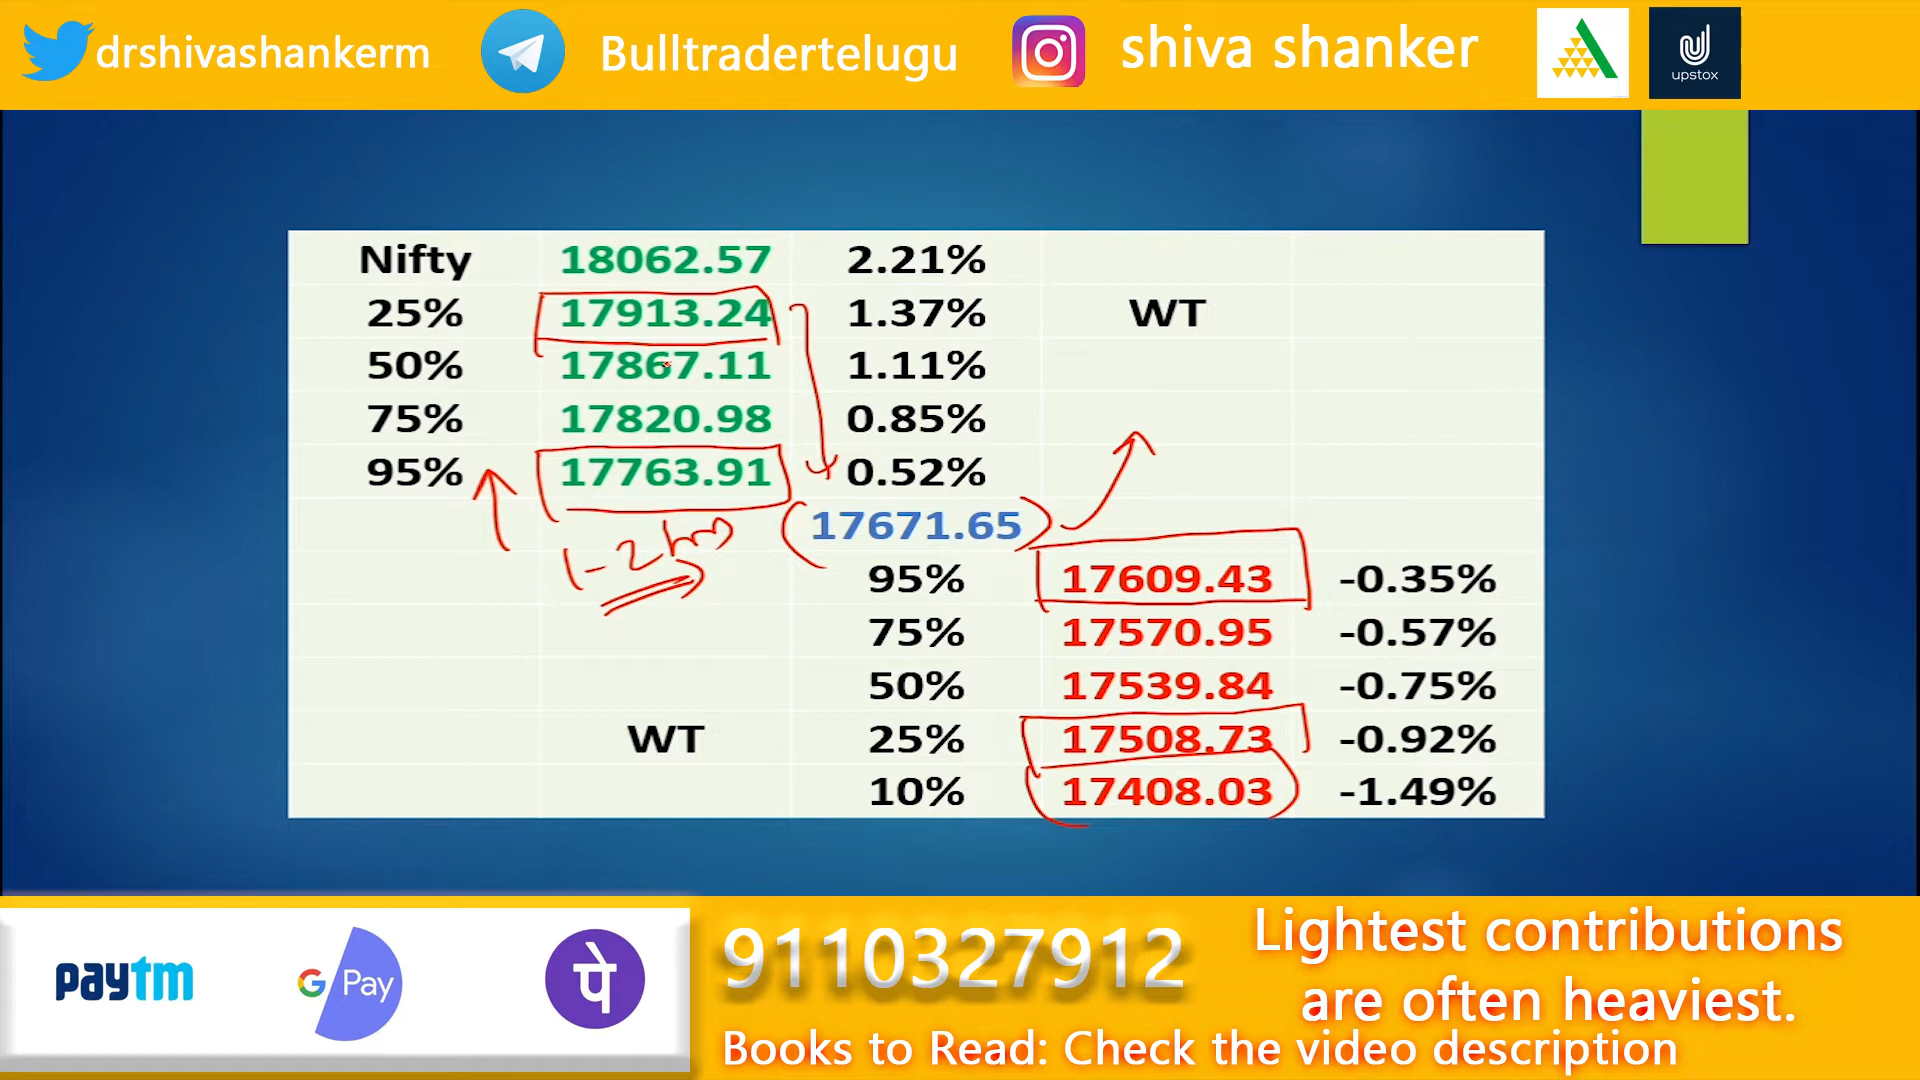 drshivashankerm Bulltradertelugu shiva shanker upstox
Nifty 18062.57 2.21%
25% 17913.24 1.37% WT
50% 17867.11 1.11%
75% 17820.98 0.85%
95% 17763.91 0.52%
17671.65
1-2 hrs
95% 17609.43 -0.35%
75% 17570.95 -0.57%
50% 17539.84 -0.75%
WT 25% 17508.73 -0.92%
10% 17408.03 -1.49%
paytm G Pay पे 9110327912
Lightest contributions
are often heaviest.
Books to Read: Check the video description